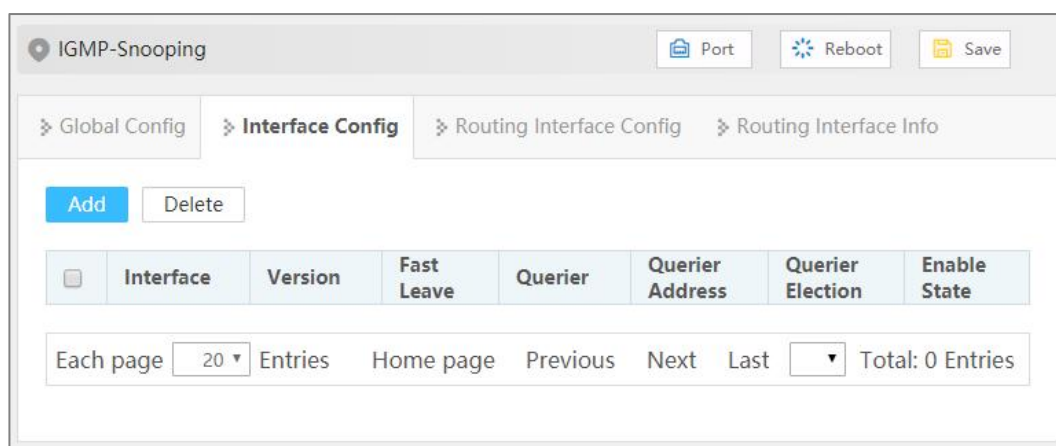 IGMP-Snooping Port Reboot Save
Global Config Interface Config Routing Interface Config Routing Interface Info
Add Delete
Interface Version Fast Leave Querier Querier Address Querier Election Enable State
Each page 20 Entries Home page Previous Next Last Total: 0 Entries